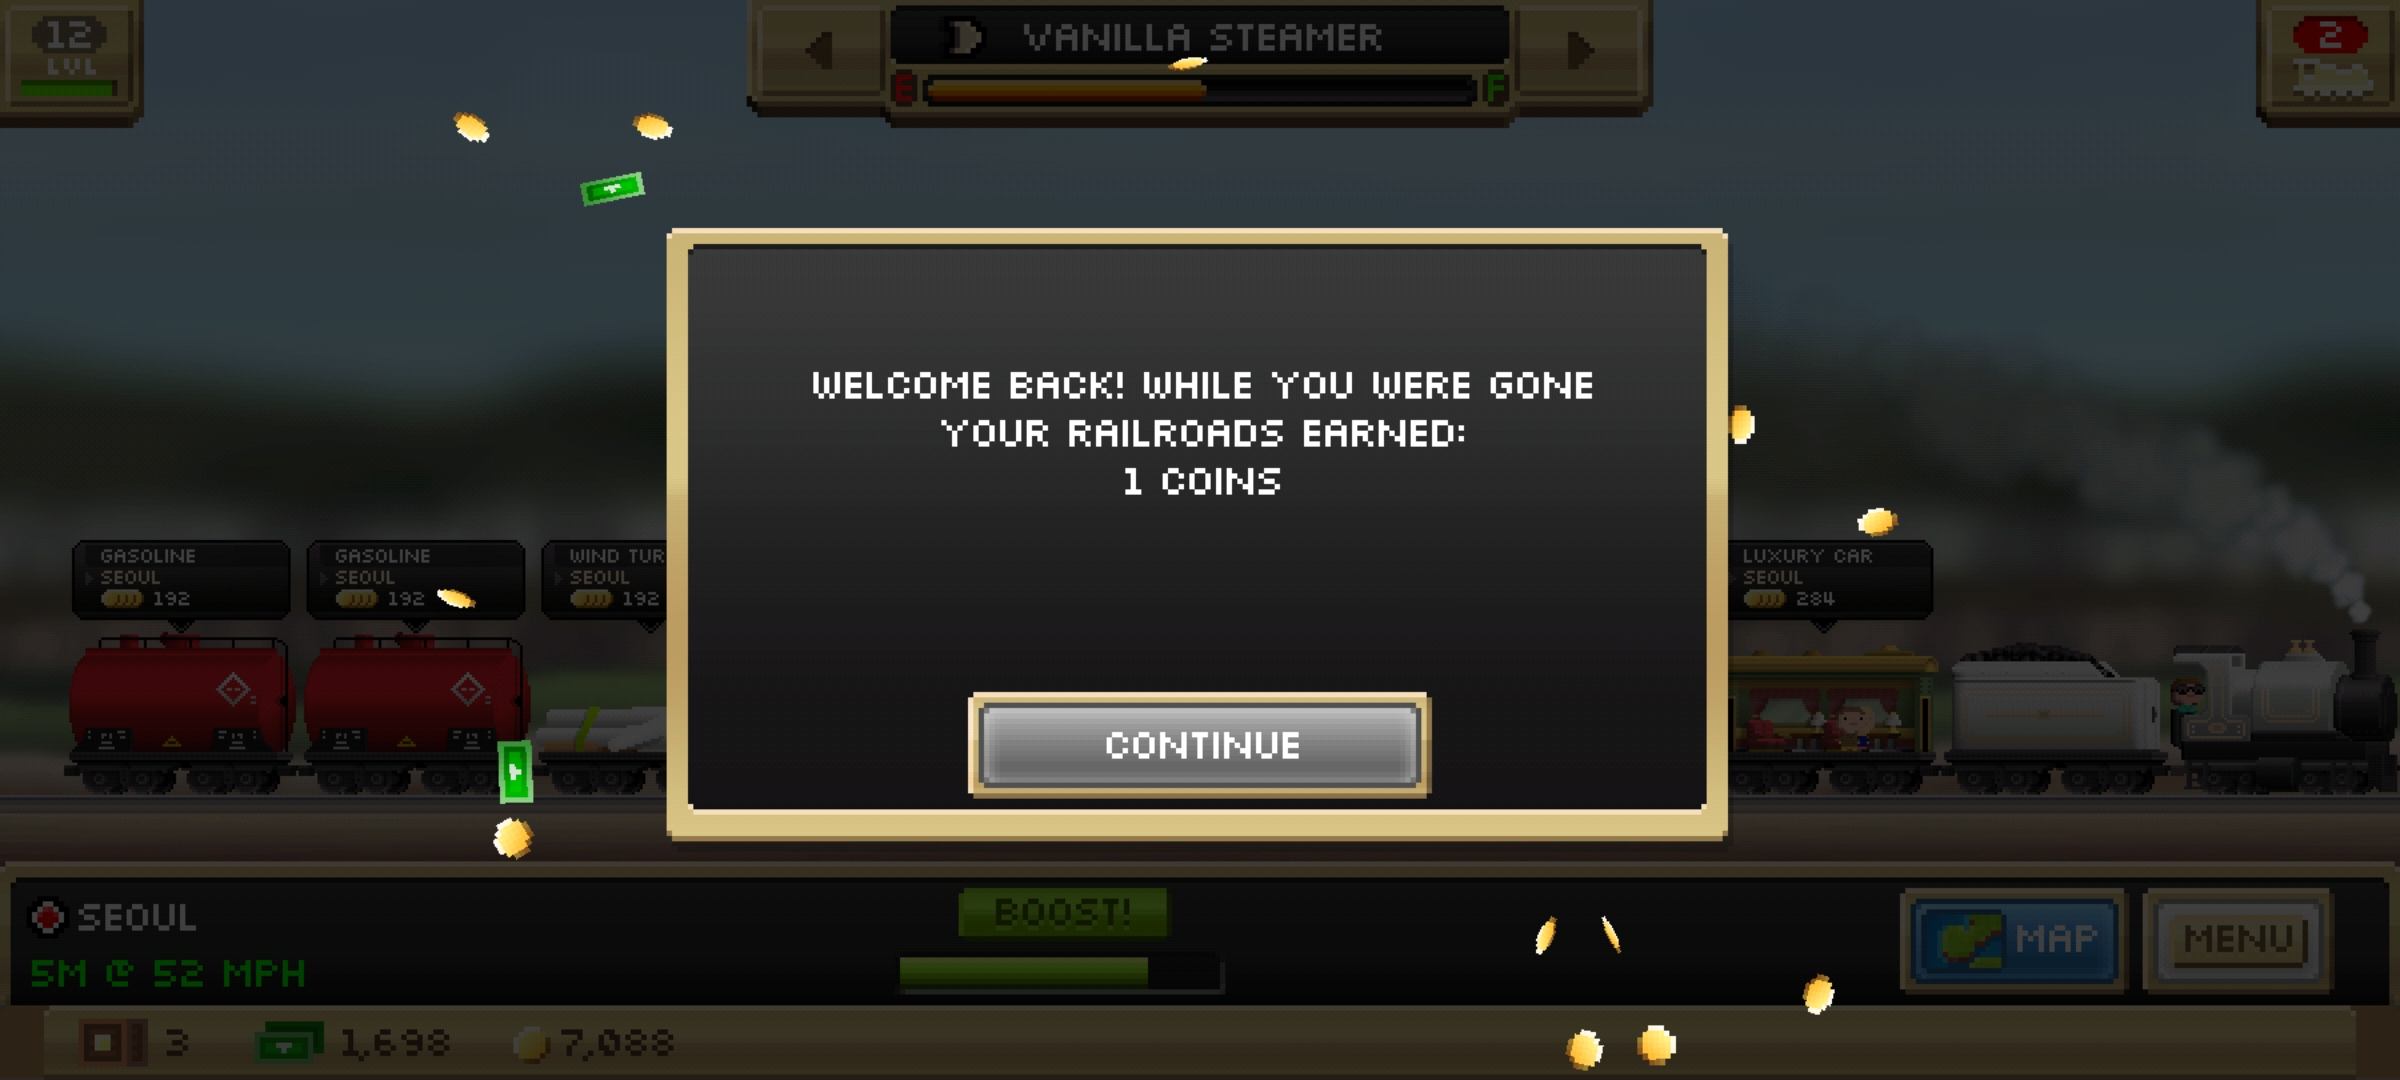 12
LVL
VANILLA STEAMER
E
F
2
WELCOME BACK! WHILE YOU WERE GONE
YOUR RAILROADS EARNED:
1 COINS
GASOLINE
SEOUL
192
GASOLINE
SEOUL
192
WIND TUR
SEOUL
192
LUXURY CAR
SEOUL
284
CONTINUE
SEOUL
5M @ 52 MPH
BOOST!
MAP
MENU
3
1,698
7,088